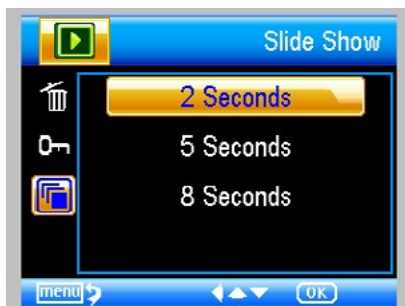 Slide Show
2 Seconds
5 Seconds
8 Seconds
menu OK